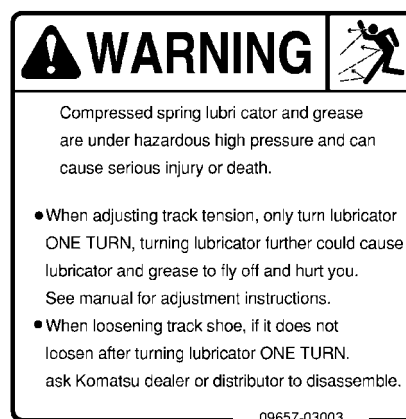 WARNING
Compressed spring lubri cator and grease
are under hazardous high pressure and can
cause serious injury or death.
● When adjusting track tension, only turn lubricator
ONE TURN, turning lubricator further could cause
lubricator and grease to fly off and hurt you.
See manual for adjustment instructions.
● When loosening track shoe, if it does not
loosen after turning lubricator ONE TURN.
ask Komatsu dealer or distributor to disassemble.
09657-03003